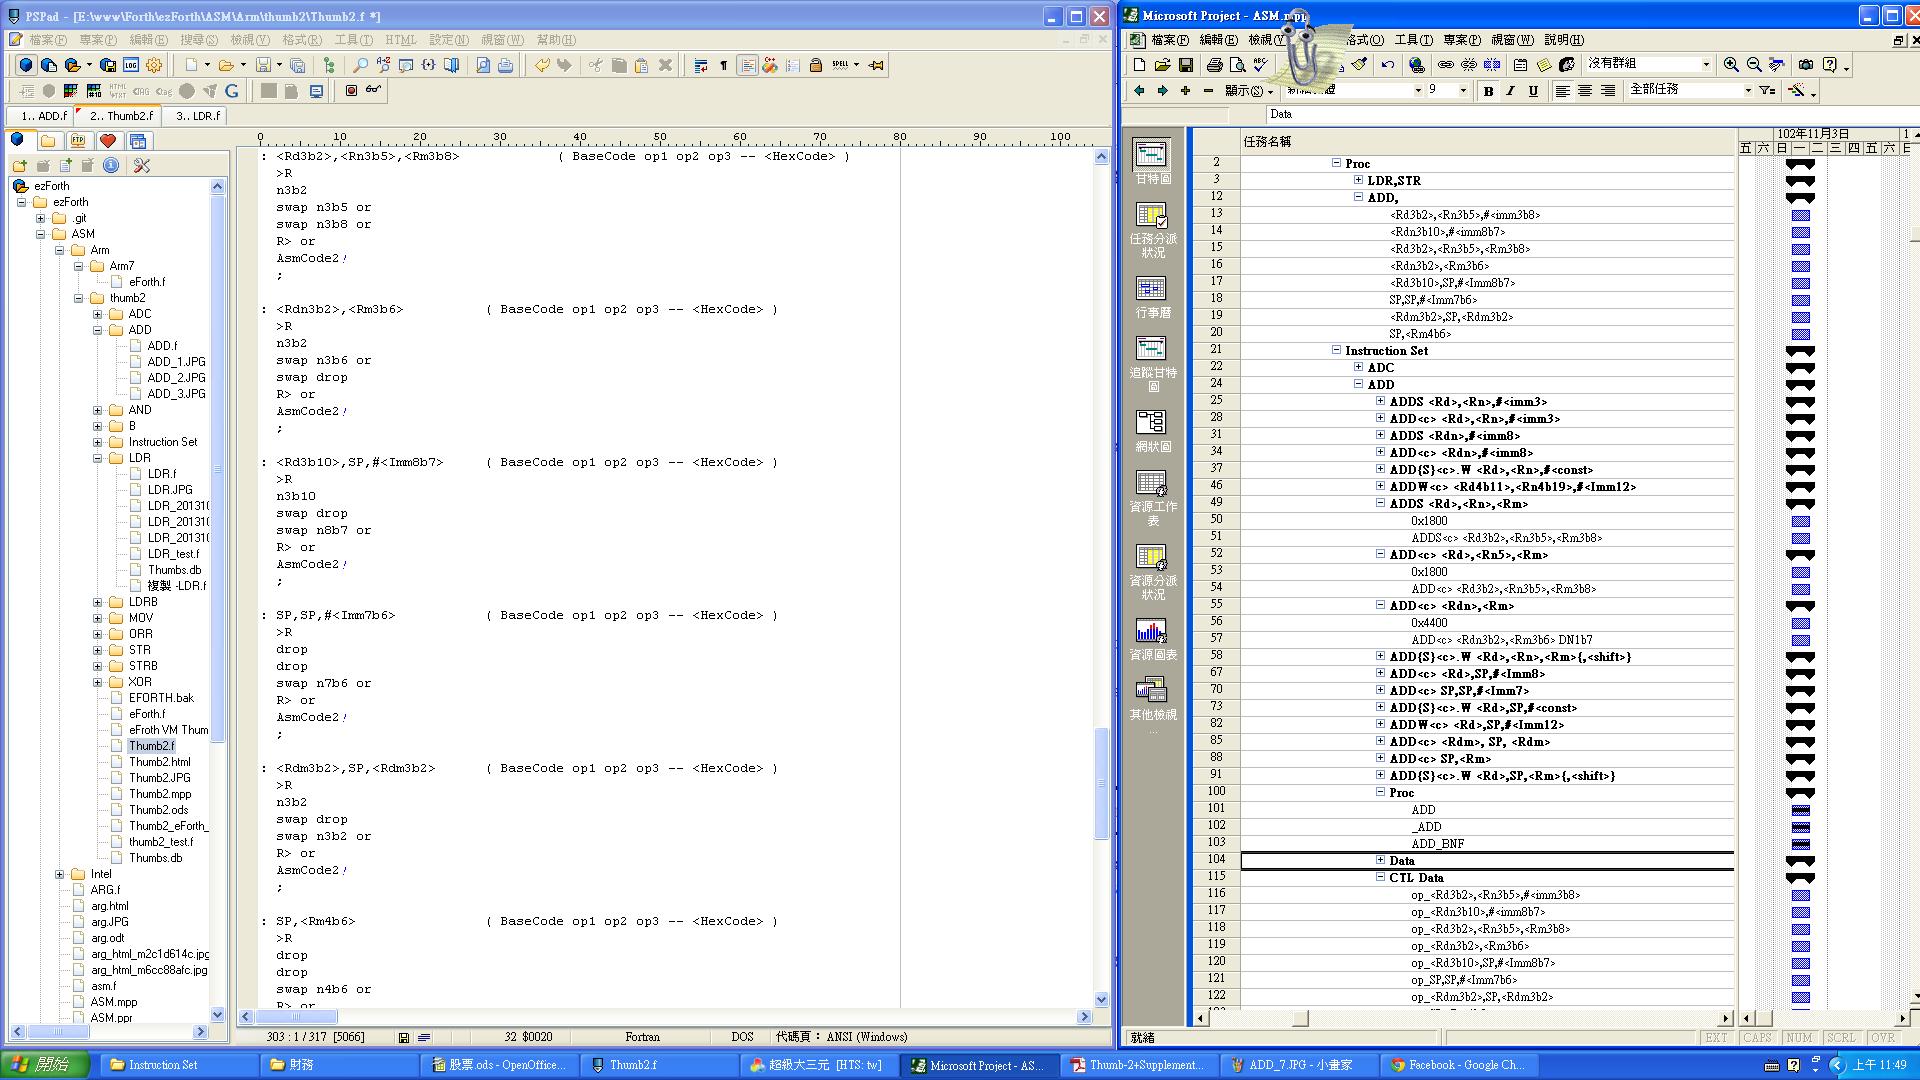 PSPad - [E:\www\Forth\ezForth\ASM\Arm\thumb2\Thumb2.f *]
檔案(F) 專案(P) 編輯(E) 搜尋(S) 檢視(V) 格式(R) 工具(T) HTML 設定(N) 視窗(W) 幫助(H)
1.. ADD.f 2.. Thumb2.f 3.. LDR.f
0 10 20 30 40 50 60 70 80 90 100
ezForth
ezForth
.git
ASM
Arm
Arm7
eForth.f
thumb2
ADC
ADD
ADD.f
ADD_1.JPG
ADD_2.JPG
ADD_3.JPG
AND
B
Instruction Set
LDR
LDR.f
LDR.JPG
LDR_20131(
LDR_20131(
LDR_20131(
LDR_test.f
Thumbs.db
複製 -LDR.f
LDRB
MOV
ORR
STR
STRB
XOR
EFORTH.bak
eForth.f
eFroth VM Thum
Thumb2.f
Thumb2.html
Thumb2.JPG
Thumb2.mpp
Thumb2.ods
Thumb2_eForth_
thumb2_test.f
Thumbs.db
Intel
ARG.f
arg.html
arg.JPG
arg.odt
arg_html_m2c1d614c.jpg
arg_html_m6cc88afc.jpg
asm.f
ASM.mpp
ASM.ppr
: <Rd3b2>,<Rn3b5>,<Rm3b8> ( BaseCode op1 op2 op3 -- <HexCode> )
>R
n3b2
swap n3b5 or
swap n3b8 or
R> or
AsmCode2!
;
: <Rdn3b2>,<Rm3b6> ( BaseCode op1 op2 op3 -- <HexCode> )
>R
n3b2
swap n3b6 or
swap drop
R> or
AsmCode2!
;
: <Rd3b10>,SP,#<Imm8b7> ( BaseCode op1 op2 op3 -- <HexCode> )
>R
n3b10
swap drop
swap n8b7 or
R> or
AsmCode2!
;
: SP,SP,#<Imm7b6> ( BaseCode op1 op2 op3 -- <HexCode> )
>R
drop
drop
swap n7b6 or
R> or
AsmCode2!
;
: <Rdm3b2>,SP,<Rdm3b2> ( BaseCode op1 op2 op3 -- <HexCode> )
>R
n3b2
swap drop
swap n3b2 or
R> or
AsmCode2!
;
: SP,<Rm4b6> ( BaseCode op1 op2 op3 -- <HexCode> )
>R
drop
drop
swap n4b6 or
R> or
303 : 1 / 317 [5066] 32 $0020 Fortran DOS 代碼頁： ANSI (Windows)
Microsoft Project - ASM.mpp
檔案(F) 編輯(E) 檢視(V) 格式(O) 工具(T) 專案(P) 視窗(W) 說明(H)
沒有群組
顯示(S) 9 B I U 全部任務
Data
甘特圖
任務分派狀況
行事曆
追蹤甘特圖
網狀圖
資源工作表
資源分派狀況
資源圖表
其他檢視...
任務名稱 102年11月3日
五 六 日 一 二 三 四 五 六 日
2 Proc
3 LDR,STR
12 ADD,
13 <Rd3b2>,<Rn3b5>,#<imm3b8>
14 <Rdn3b10>,#<imm8b7>
15 <Rd3b2>,<Rn3b5>,<Rm3b8>
16 <Rdn3b2>,<Rm3b6>
17 <Rd3b10>,SP,#<Imm8b7>
18 SP,SP,#<Imm7b6>
19 <Rdm3b2>,SP,<Rdm3b2>
20 SP,<Rm4b6>
21 Instruction Set
22 ADC
24 ADD
25 ADDS <Rd>,<Rn>,#<imm3>
28 ADD<c> <Rd>,<Rn>,#<imm3>
31 ADDS <Rdn>,#<imm8>
34 ADD<c> <Rdn>,#<imm8>
37 ADD{S}<c>.W <Rd>,<Rn>,#<const>
46 ADDW<c> <Rd4b11>,<Rn4b19>,#<Imm12>
49 ADDS <Rd>,<Rn>,<Rm>
50 0x1800
51 ADDS<c> <Rd3b2>,<Rn3b5>,<Rm3b8>
52 ADD<c> <Rd>,<Rn5>,<Rm>
53 0x1800
54 ADD<c> <Rd3b2>,<Rn3b5>,<Rm3b8>
55 ADD<c> <Rdn>,<Rm>
56 0x4400
57 ADD<c> <Rdn3b2>,<Rm3b6> DN1b7
58 ADD{S}<c>.W <Rd>,<Rn>,<Rm>{,<shift>}
67 ADD<c> <Rd>,SP,#<Imm8>
70 ADD<c> SP,SP,#<Imm7>
73 ADD{S}<c>.W <Rd>,SP,#<const>
82 ADDW<c> <Rd>,SP,#<Imm12>
85 ADD<c> <Rdm>, SP, <Rdm>
88 ADD<c> SP,<Rm>
91 ADD{S}<c>.W <Rd>,SP,<Rm>{,<shift>}
100 Proc
101 ADD
102 _ADD
103 ADD_BNF
104 Data
115 CTL Data
116 op_<Rd3b2>,<Rn3b5>,#<imm3b8>
117 op_<Rdn3b10>,#<imm8b7>
118 op_<Rd3b2>,<Rn3b5>,<Rm3b8>
119 op_<Rdn3b2>,<Rm3b6>
120 op_<Rd3b10>,SP,#<Imm8b7>
121 op_SP,SP,#<Imm7b6>
122 op_<Rdm3b2>,SP,<Rdm3b2>
就緒 EXT CAPS NUM SCRL OVR
開始 Instruction Set 財務 股票.ods - OpenOffice... Thumb2.f 超級大三元 [HTS: tw] Microsoft Project - AS... Thumb-2+Supplement... ADD_7.JPG - 小畫家 Facebook - Google Ch... 上午 11:49